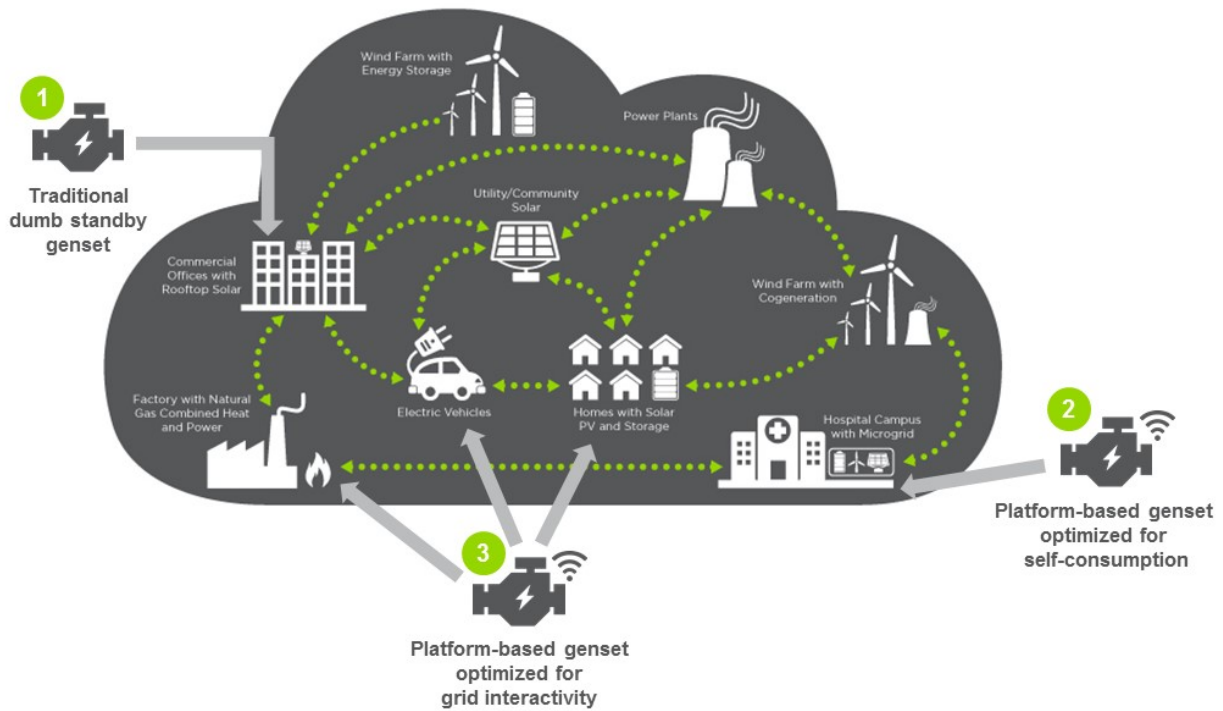 Wind Farm with
Energy Storage
1
Power Plants
Traditional
dumb standby
genset
Utility/Community
Solar
Commercial
Offices with
Rooftop Solar
Wind Farm with
Cogeneration
Factory with Natural
Gas Combined Heat
and Power
Electric Vehicles
Homes with Solar
PV and Storage
Hospital Campus
with Microgrid
2
Platform-based genset
optimized for
self-consumption
3
Platform-based genset
optimized for
grid interactivity